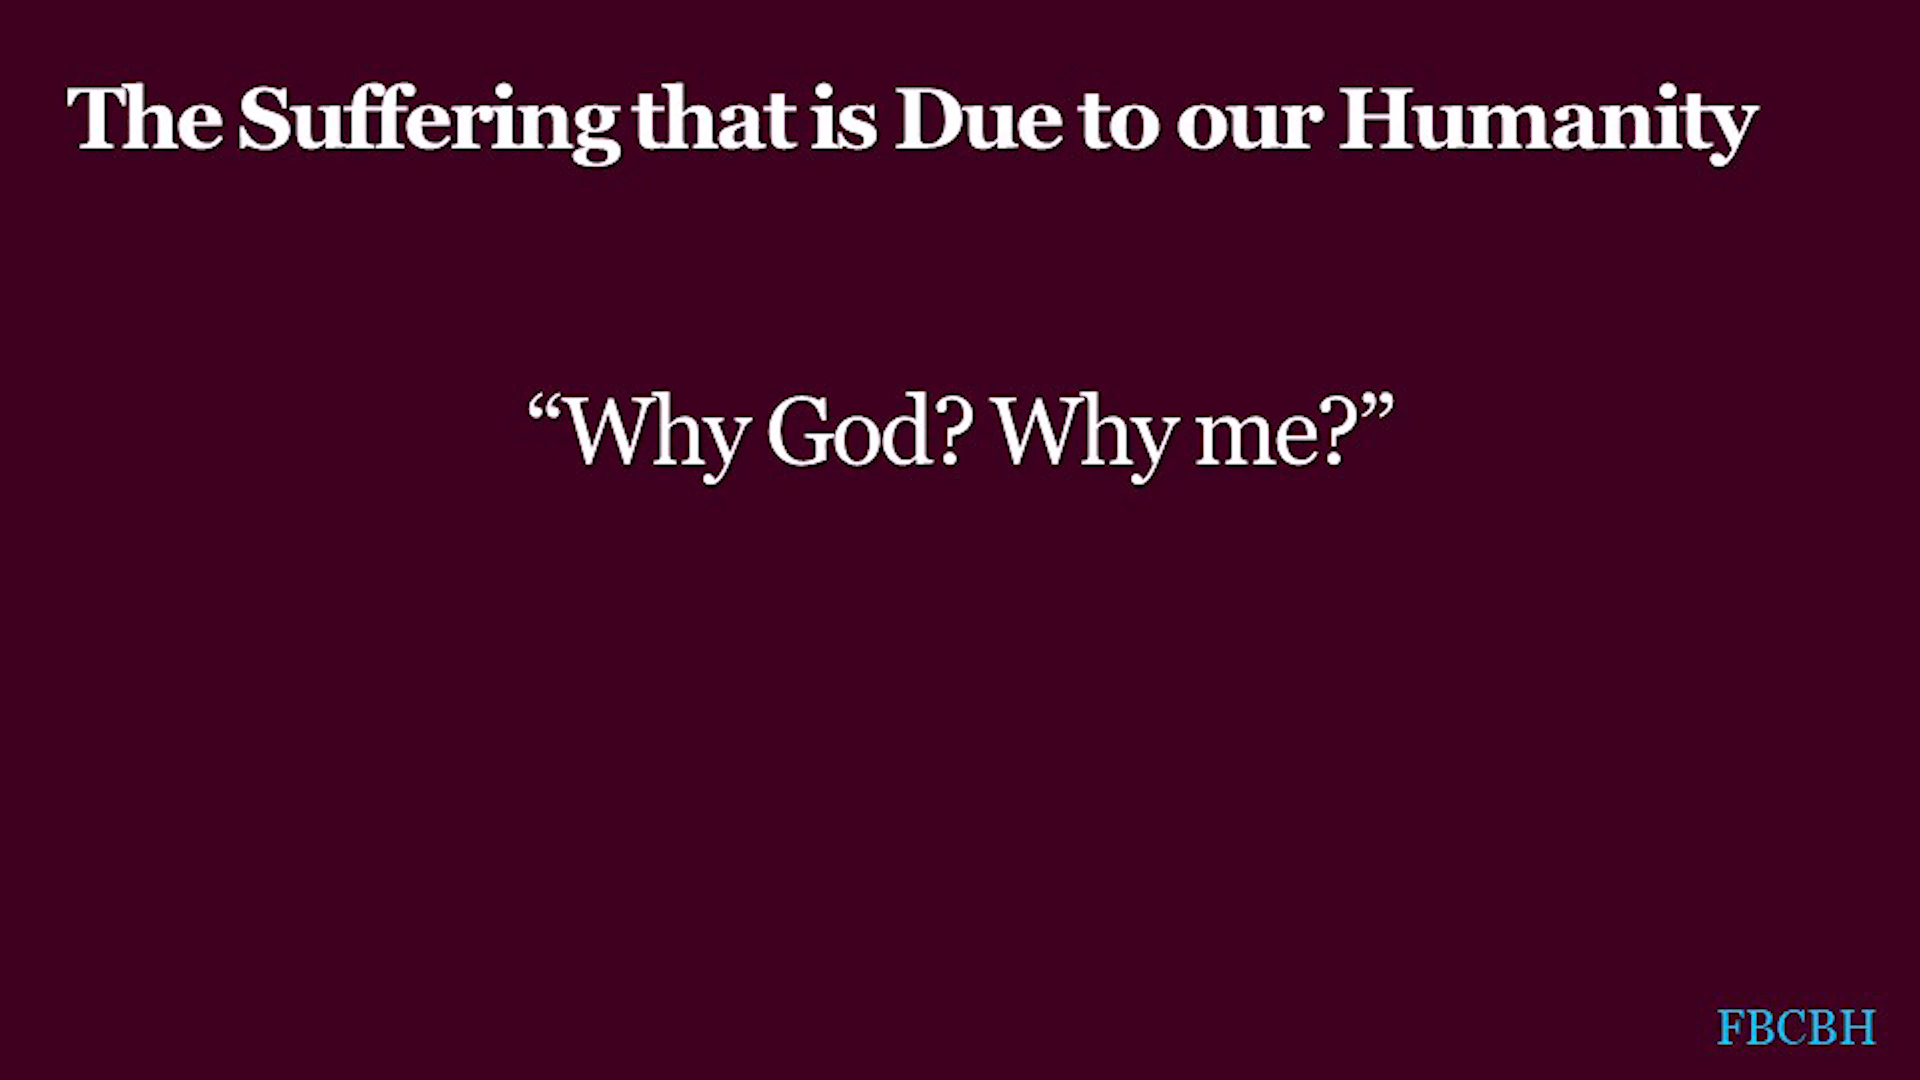 The Suffering that is Due to our Humanity
“Why God? Why me?”
FBCBH